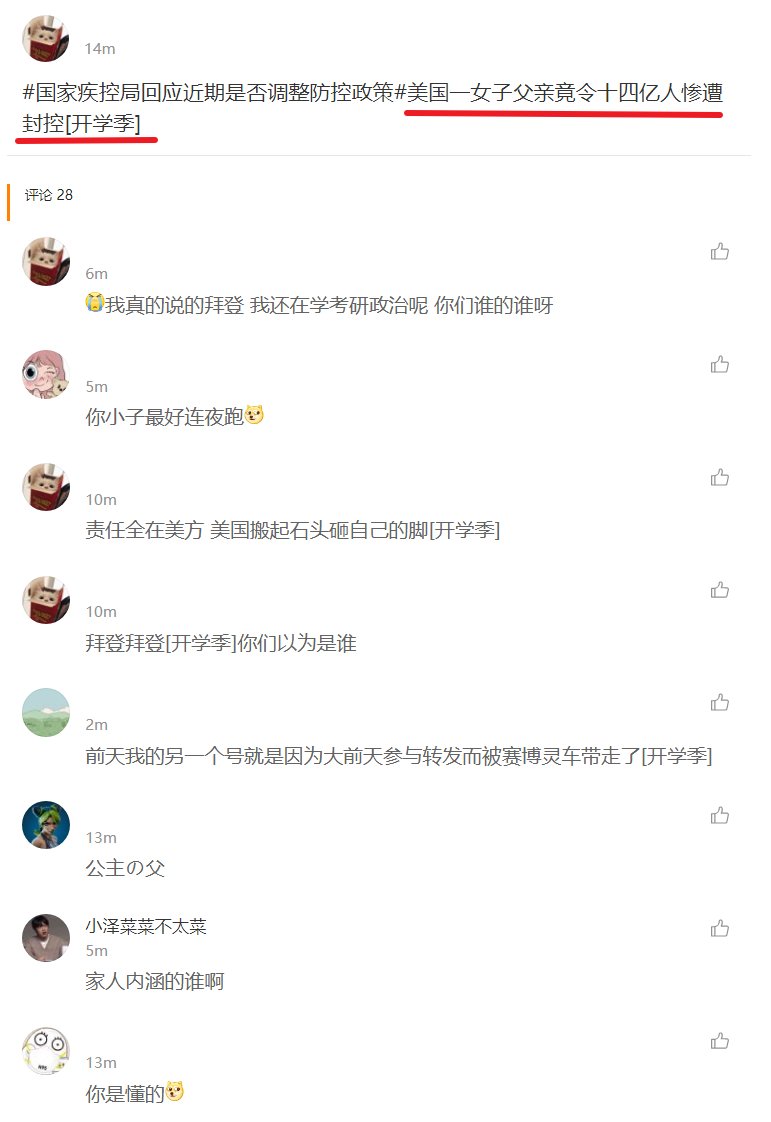 14m
#国家疾控局回应近期是否调整防控政策#美国一女子父亲竟令十四亿人惨遭
封控[开学季]
评论 28
6m
我真的说的拜登 我还在学考研政治呢 你们谁的谁呀
5m
你小子最好连夜跑
10m
责任全在美方 美国搬起石头砸自己的脚[开学季]
10m
拜登拜登[开学季]你们以为是谁
2m
前天我的另一个号就是因为大前天参与转发而被赛博灵车带走了[开学季]
13m
公主の父
小泽菜菜不太菜
5m
家人内涵的谁啊
13m
你是懂的